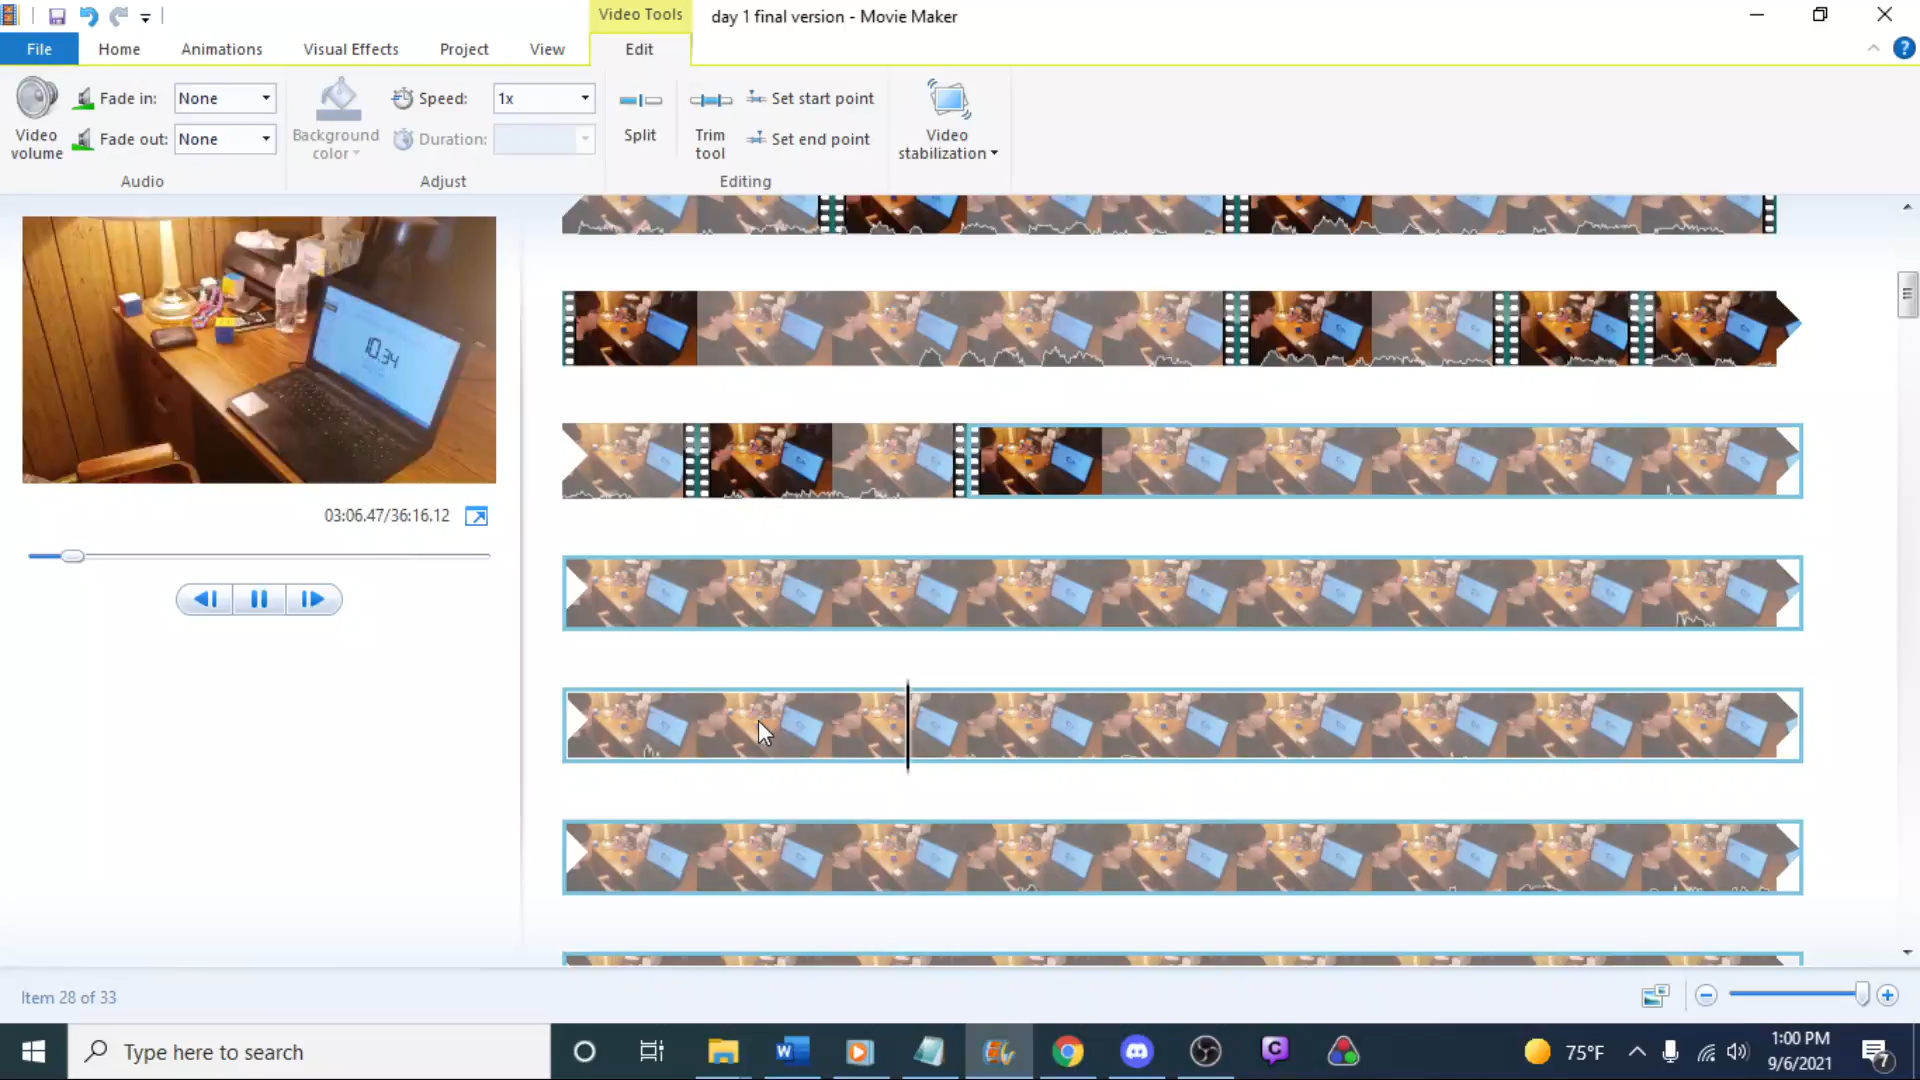 Video Tools
day 1 final version - Movie Maker
File
Home
Animations
Visual Effects
Project
View
Edit
Video volume
Fade in:
None
Fade out:
None
Audio
Background color
Speed:
1x
Duration:
Adjust
Split
Trim tool
Set start point
Set end point
Editing
Video stabilization
10.34
03:06.47/36:16.12
Item 28 of 33
Type here to search
75°F
1:00 PM
9/6/2021
7